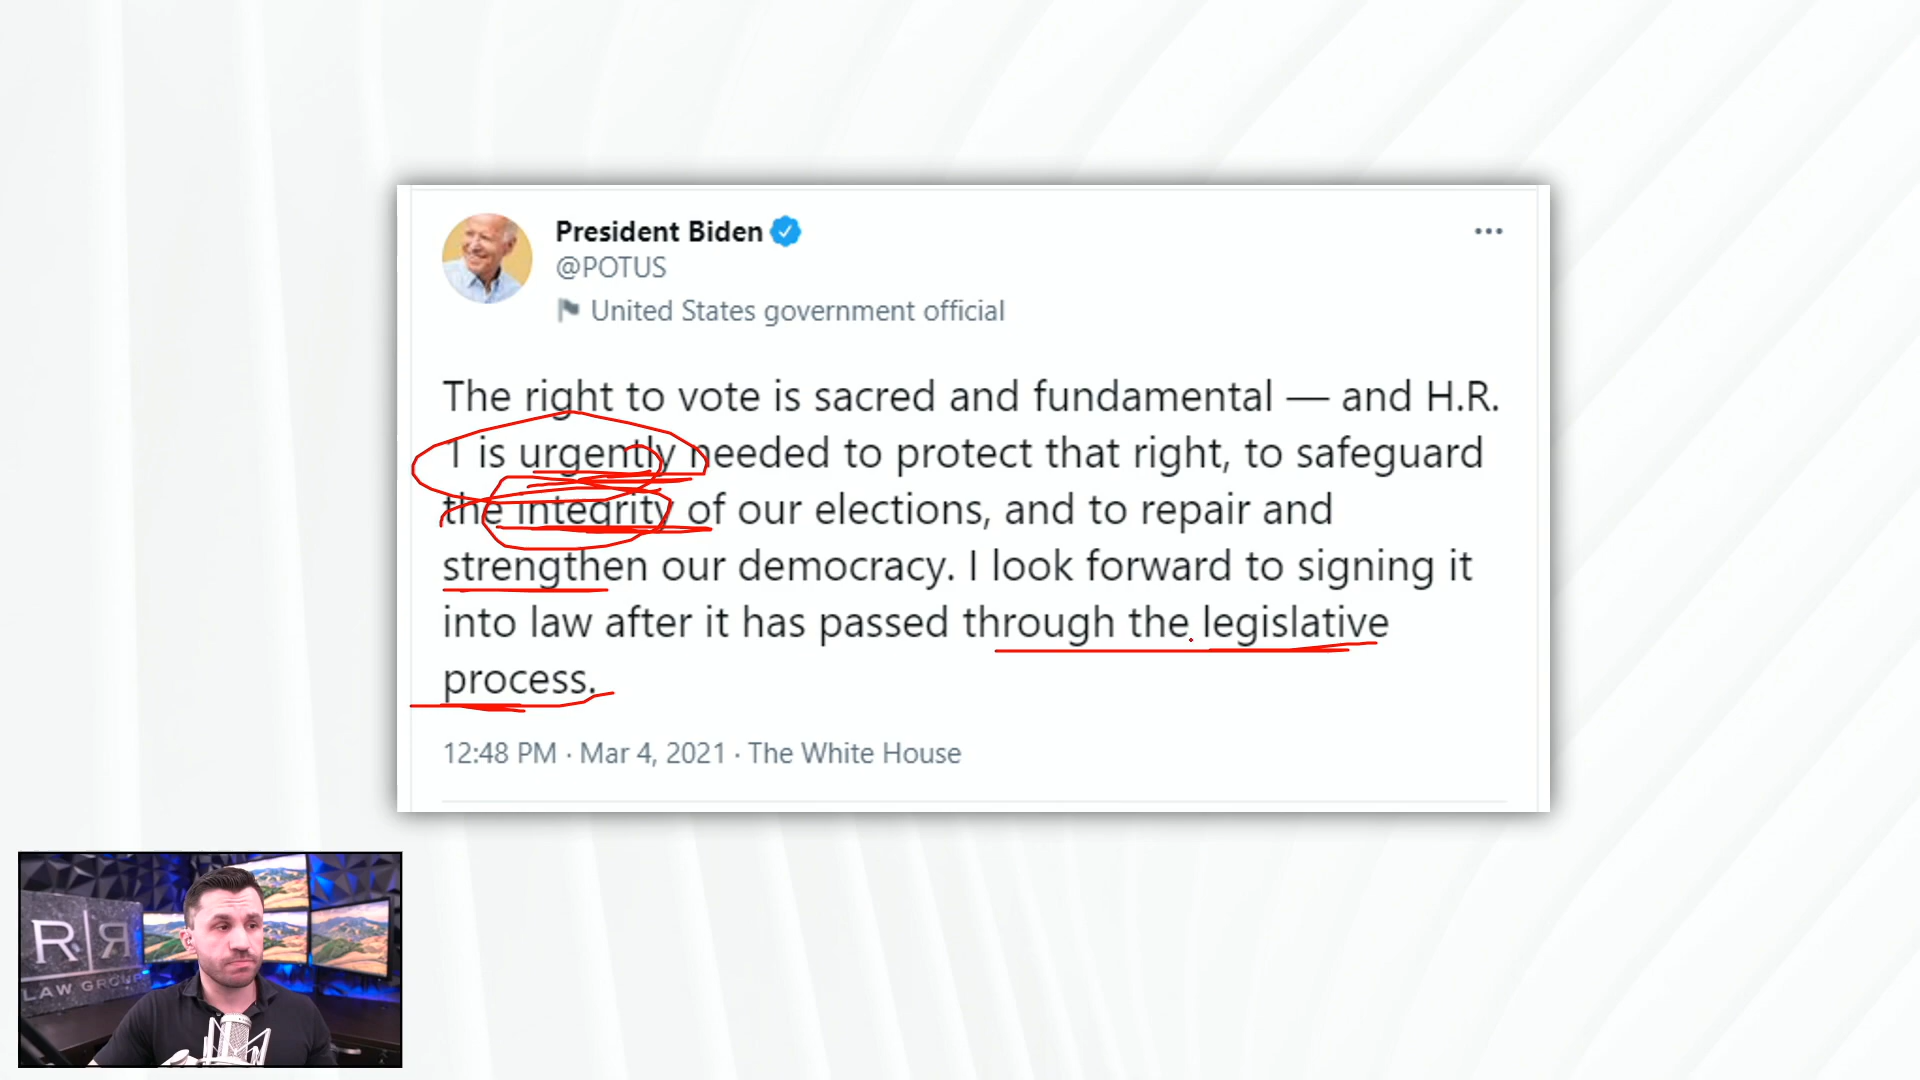 President Biden
@POTUS
United States government official
The right to vote is sacred and fundamental — and H.R.
1 is urgently needed to protect that right, to safeguard
the integrity of our elections, and to repair and
strengthen our democracy. I look forward to signing it
into law after it has passed through the legislative
process.
12:48 PM · Mar 4, 2021 · The White House
R|R
LAW GROUP